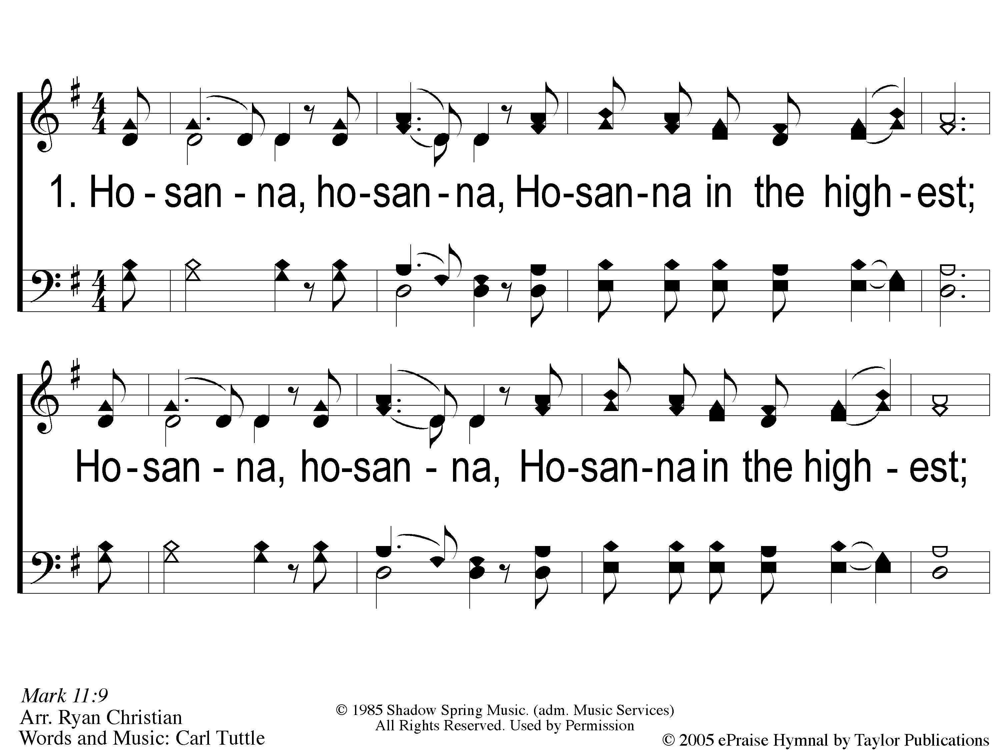 1. Ho - san - na, ho-san-na, Ho-san-na in the high-est;
Ho-san - na, ho-san - na, Ho-san-na in the high - est;
Mark 11:9
Arr. Ryan Christian
Words and Music: Carl Tuttle
© 1985 Shadow Spring Music. (adm. Music Services)
All Rights Reserved. Used by Permission
© 2005 ePraise Hymnal by Taylor Publications